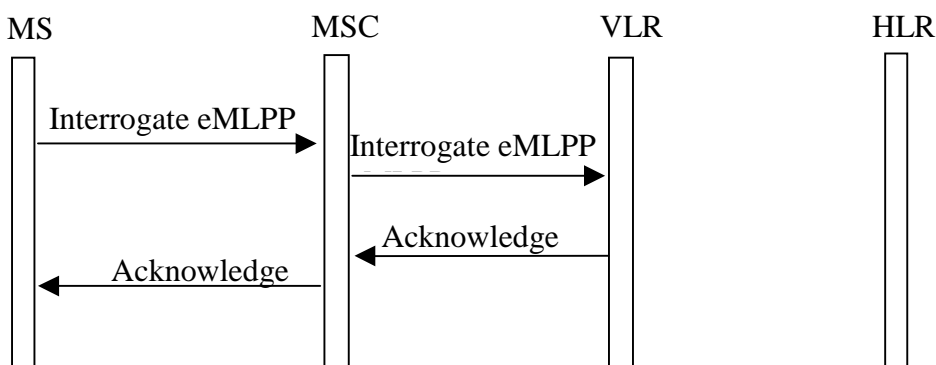 MS
MSC
VLR
HLR
Interrogate eMLPP
Interrogate eMLPP
Acknowledge
Acknowledge